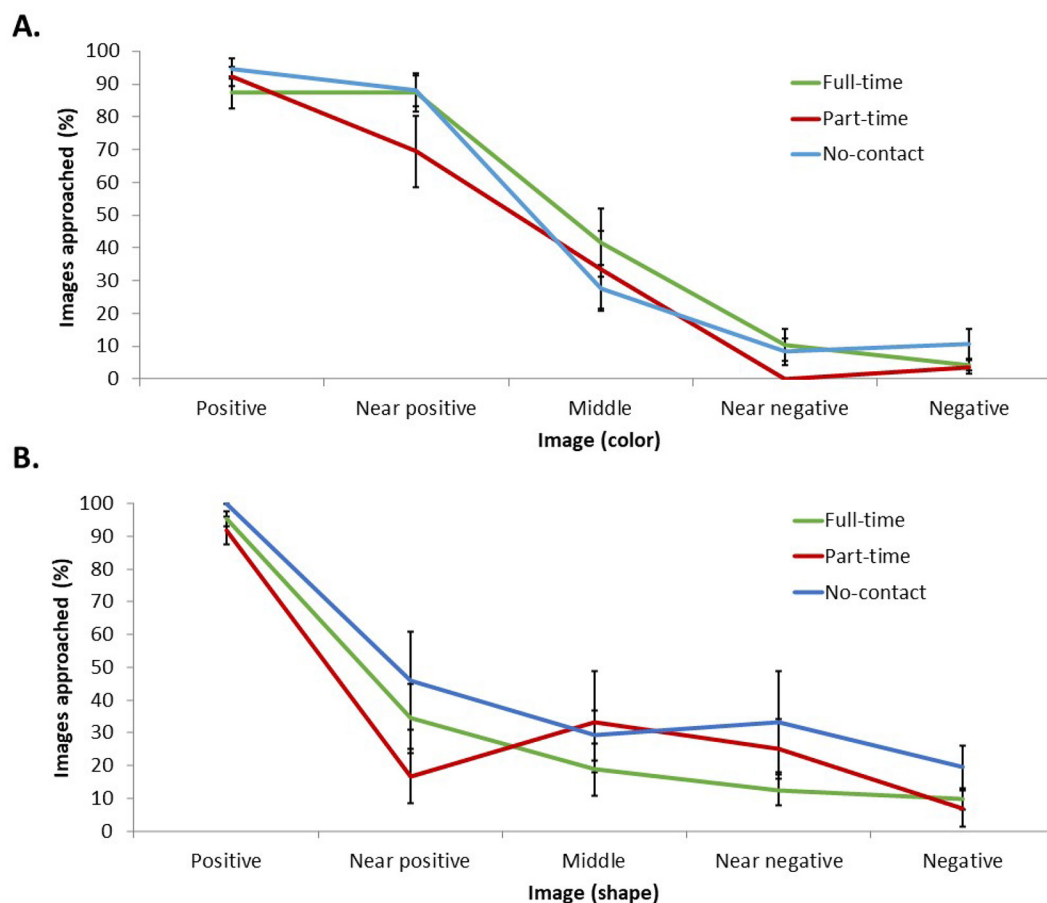 A.
100
90
80
70
60
50
40
30
20
10
0
Images approached (%)
Full-time
Part-time
No-contact
Positive Near positive Middle Near negative Negative
Image (color)
B.
100
90
80
70
60
50
40
30
20
10
0
Images approached (%)
Full-time
Part-time
No-contact
Positive Near positive Middle Near negative Negative
Image (shape)